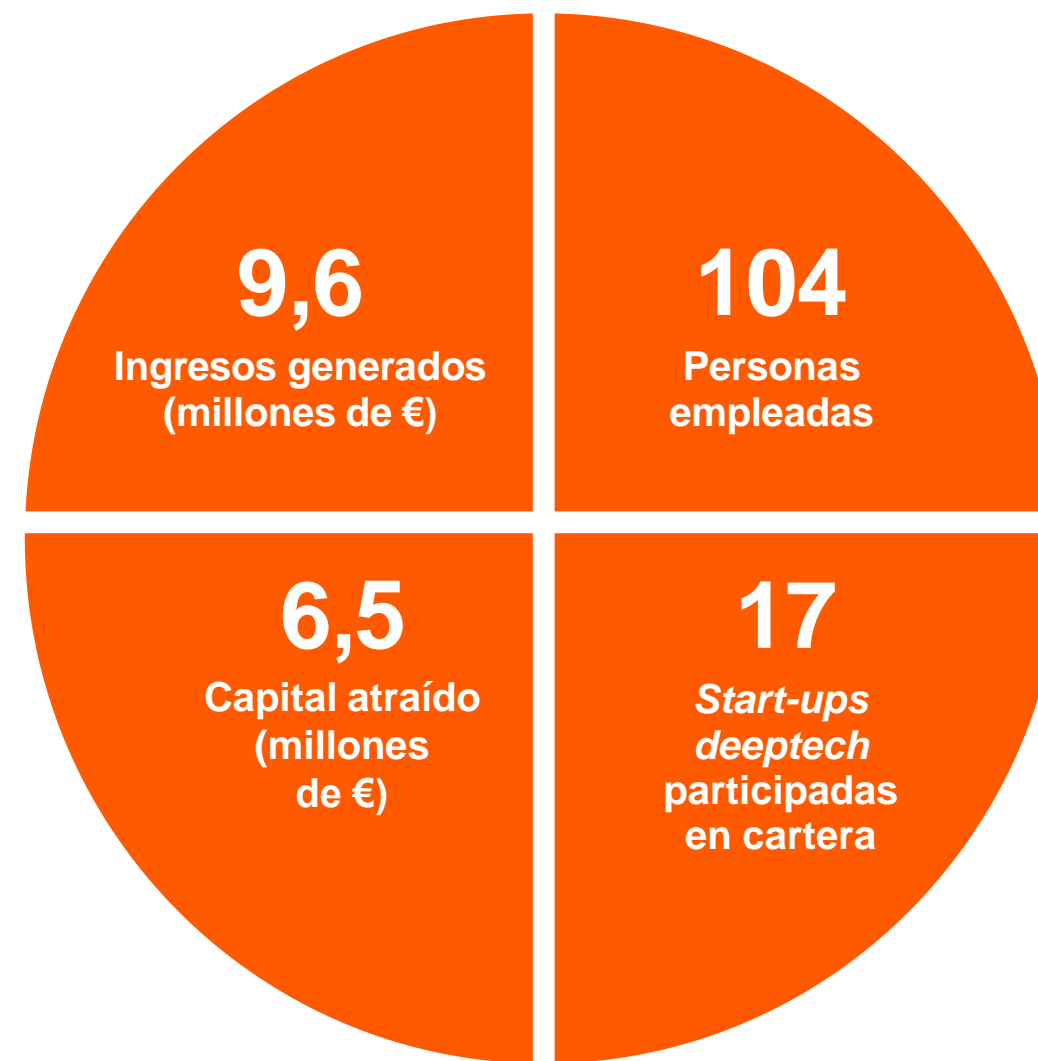 9,6
Ingresos generados
(millones de €)
104
Personas
empleadas
6,5
Capital atraído
(millones
de €)
17
Start-ups
deeptech
participadas
en cartera